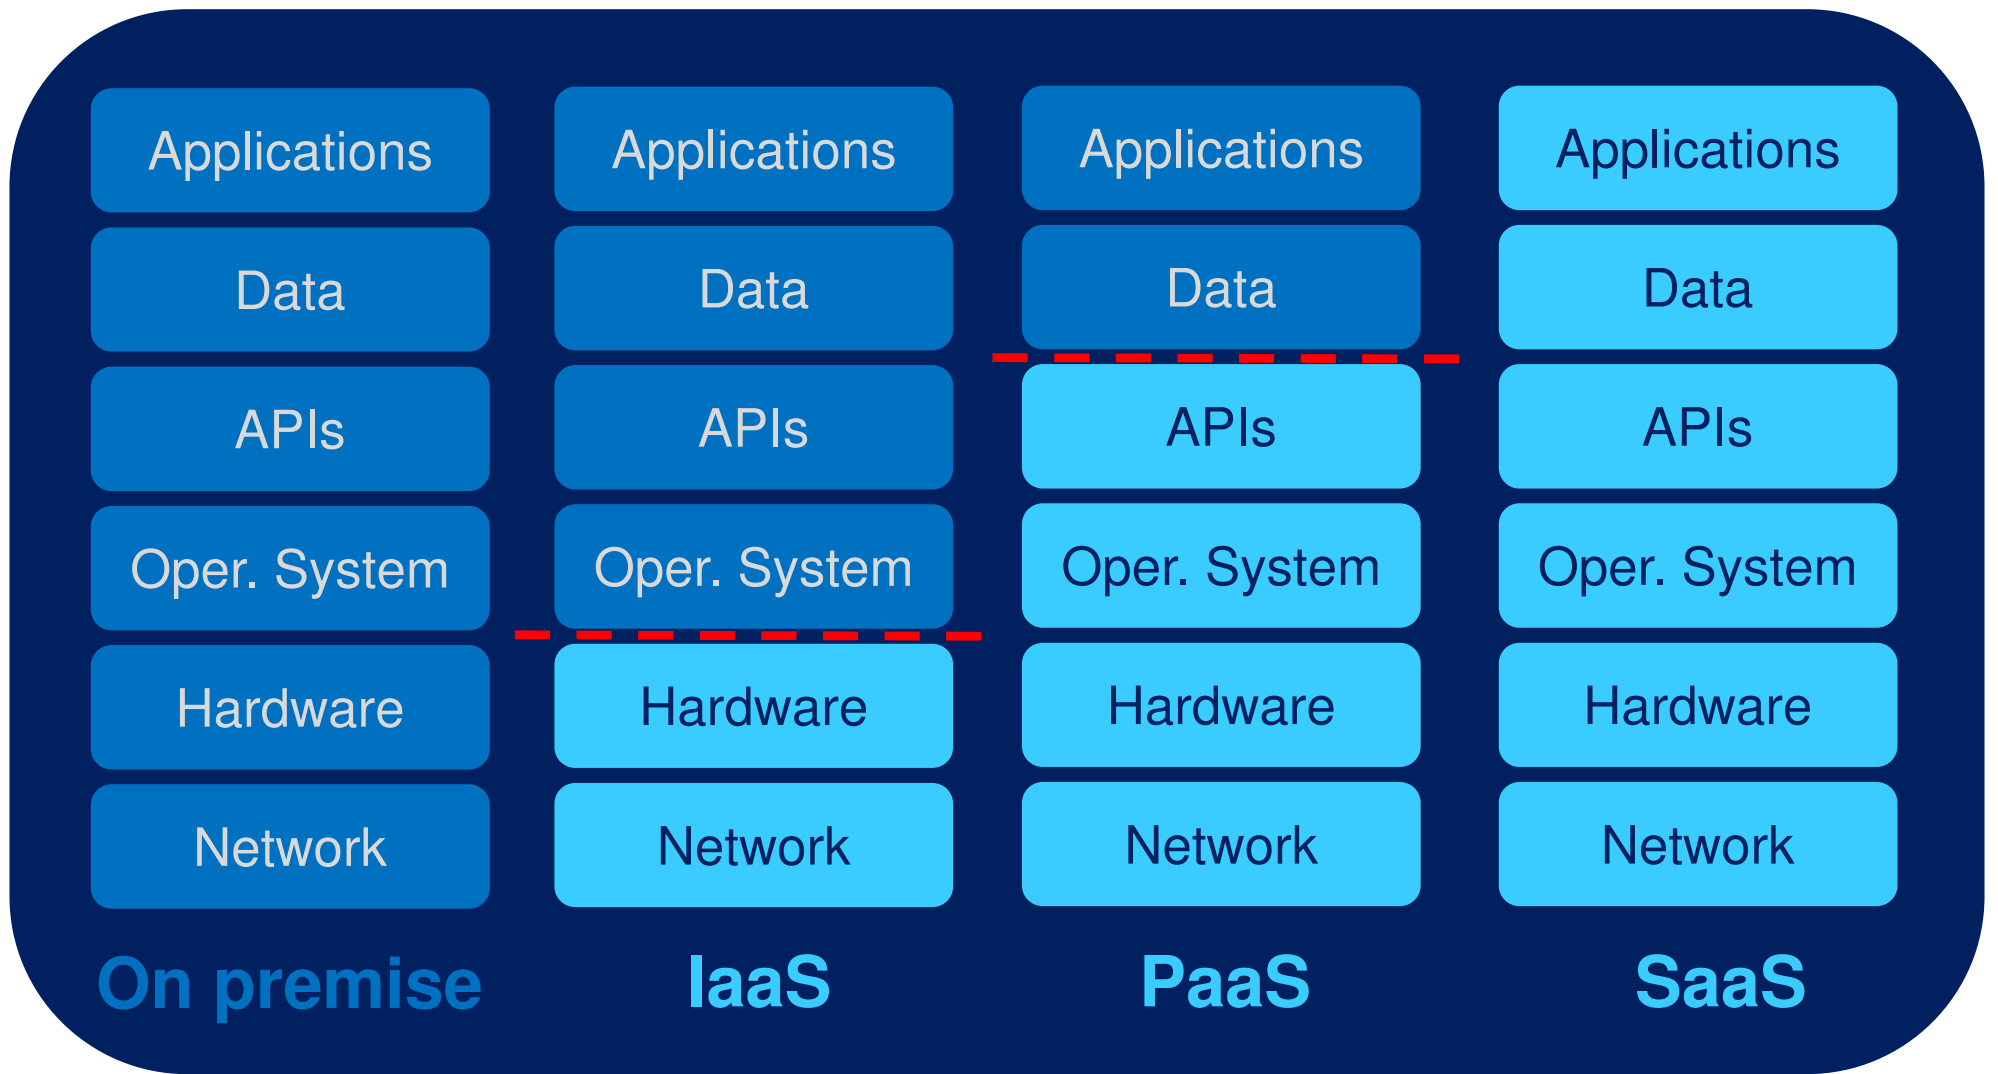 Applications
Data
APIs
Oper. System
Hardware
Network
On premise
Applications
Data
APIs
Oper. System
Hardware
Network
IaaS
Applications
Data
APIs
Oper. System
Hardware
Network
PaaS
Applications
Data
APIs
Oper. System
Hardware
Network
SaaS